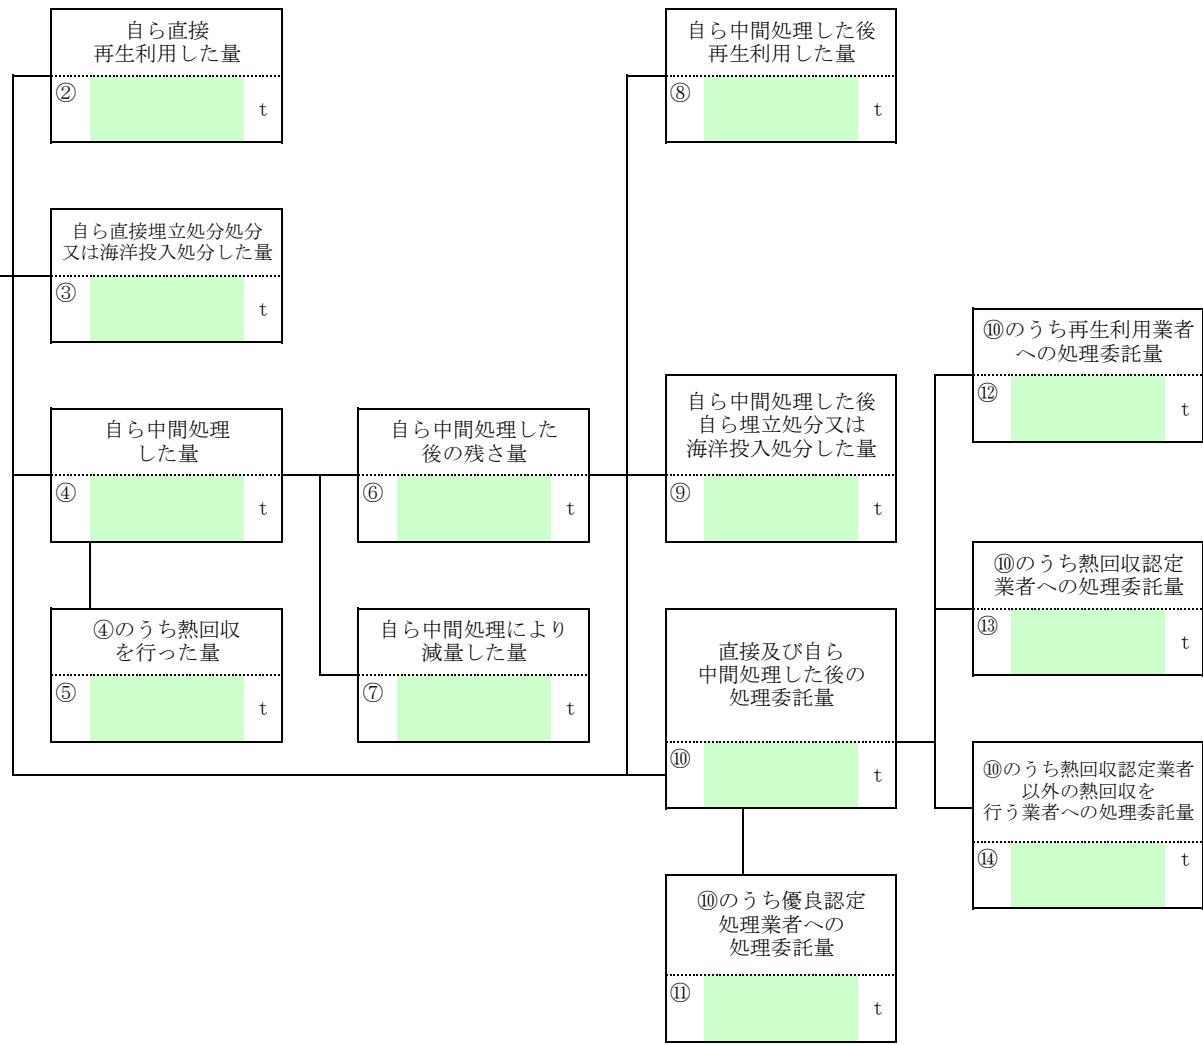 自ら直接
再生利用した量
② t
自ら直接埋立処分処分
又は海洋投入処分した量
③ t
自ら中間処理
した量
④ t
④のうち熱回収
を行った量
⑤ t
自ら中間処理した
後の残さ量
⑥ t
自ら中間処理により
減量した量
⑦ t
自ら中間処理した後
再生利用した量
⑧ t
自ら中間処理した後
自ら埋立処分又は
海洋投入処分した量
⑨ t
直接及び自ら
中間処理した後の
処理委託量
⑩ t
⑩のうち優良認定
処理業者への
処理委託量
⑪ t
⑩のうち再生利用業者
への処理委託量
⑫ t
⑩のうち熱回収認定
業者への処理委託量
⑬ t
⑩のうち熱回収認定業者
以外の熱回収を
行う業者への処理委託量
⑭ t